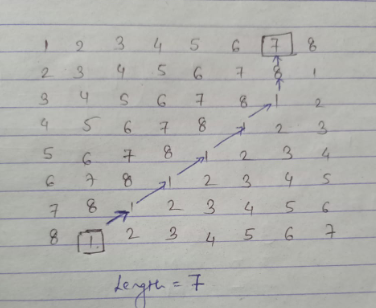 1 2 3 4 5 6 7 8
2 3 4 5 6 7 8 1
3 4 5 6 7 8 1 2
4 5 6 7 8 1 2 3
5 6 7 8 1 2 3 4
6 7 8 1 2 3 4 5
7 8 1 2 3 4 5 6
8 1 2 3 4 5 6 7
Length = 7